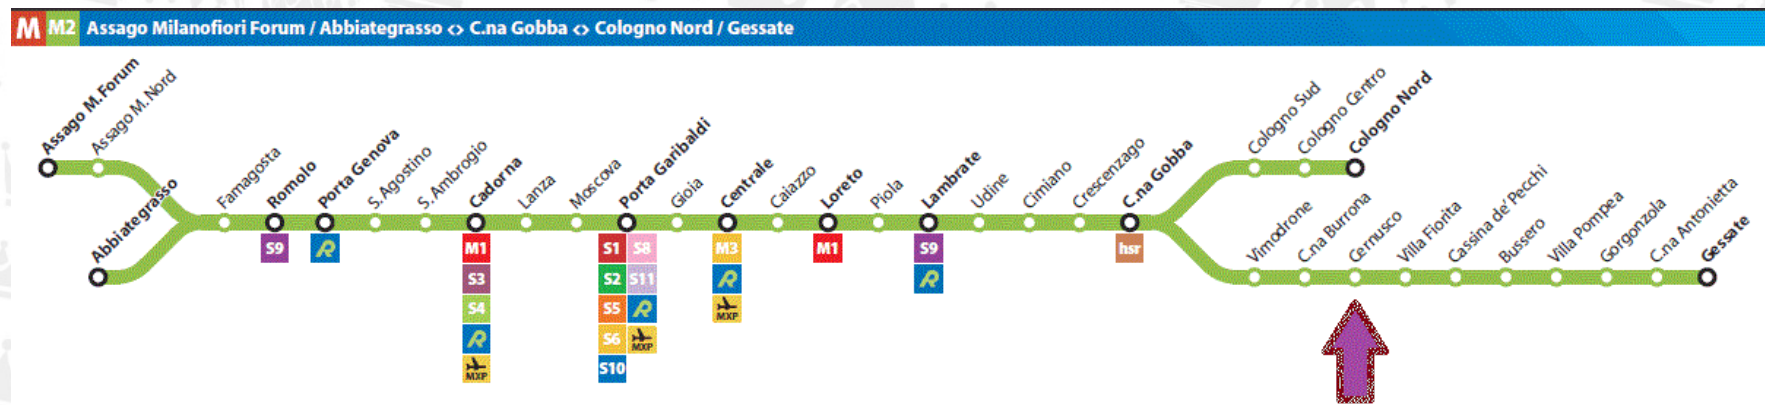 M M2 Assago Milanofiori Forum / Abbiategrasso <> C.na Gobba <> Cologno Nord / Gessate
Assago M. Forum
Assago M. Nord
Abbiategrasso
Famagosta
Romolo
S9
Porta Genova
R
S. Agostino
S. Ambrogio
Cadorna
M1
S3
S4
R
MXP
Lanza
Moscova
Porta Garibaldi
S1 S8
S2 S11
S5 R
S6 MXP
S10
Gioia
Centrale
M3
R
MXP
Caiazzo
Loreto
M1
Piola
Lambrate
S9
R
Udine
Cimiano
Crescenzago
C.na Gobba
hsr
Cologno Sud
Cologno Centro
Cologno Nord
Vimodrone
C.na Burrona
Cernusco
Villa Fiorita
Cassina de' Pecchi
Bussero
Villa Pompea
Gorgonzola
C.na Antonietta
Gessate